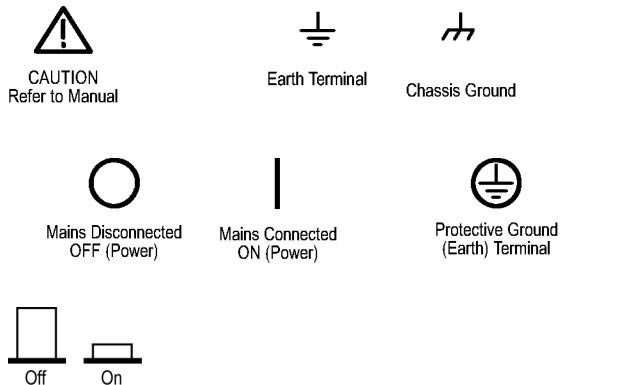 CAUTION
Refer to Manual
Earth Terminal
Chassis Ground
Mains Disconnected
OFF (Power)
Mains Connected
ON (Power)
Protective Ground
(Earth) Terminal
Off
On